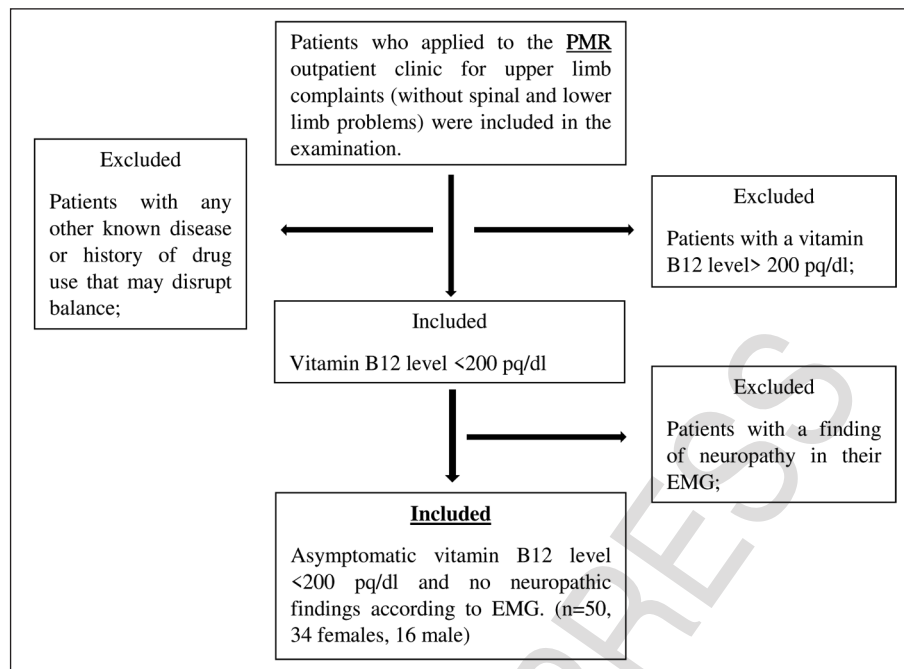 Patients who applied to the PMR
outpatient clinic for upper limb
complaints (without spinal and lower
limb problems) were included in the
examination.
Excluded
Patients with any
other known disease
or history of drug
use that may disrupt
balance;
Excluded
Patients with a vitamin
B12 level> 200 pq/dl;
Included
Vitamin B12 level <200 pq/dl
Excluded
Patients with a finding
of neuropathy in their
EMG;
Included
Asymptomatic vitamin B12 level
<200 pq/dl and no neuropathic
findings according to EMG. (n=50,
34 females, 16 male)
PRESS